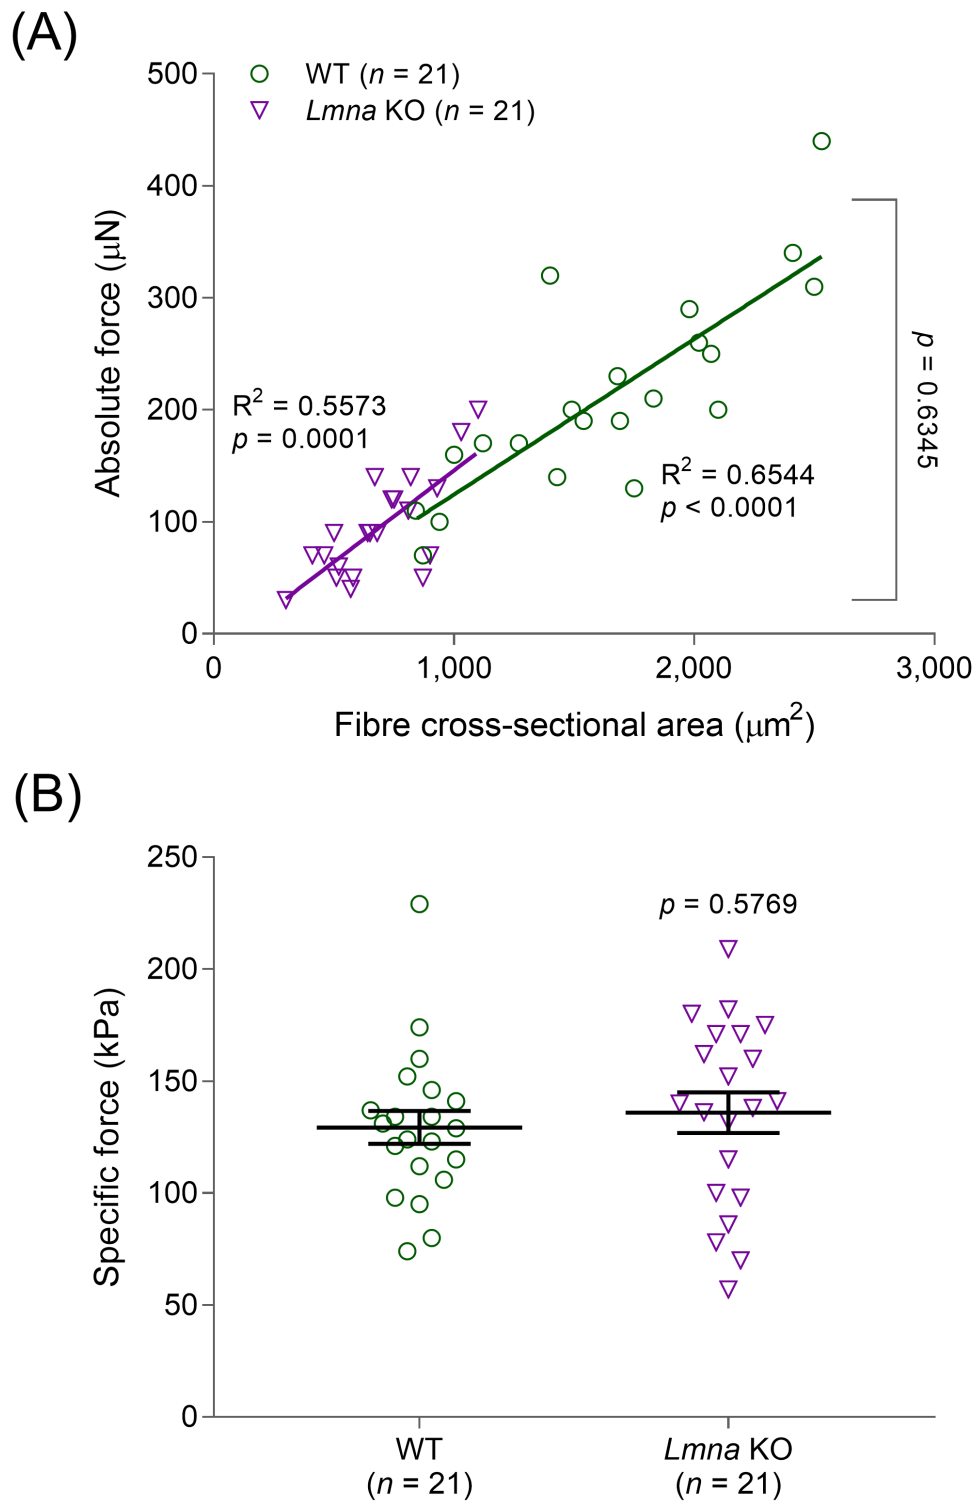 (A)
500
400
300
200
100
0
Absolute force (μN)
WT (n = 21)
Lmna KO (n = 21)
R² = 0.5573
p = 0.0001
R² = 0.6544
p < 0.0001
p = 0.6345
0
1,000
2,000
3,000
Fibre cross-sectional area (μm²)
(B)
250
200
150
100
50
0
Specific force (kPa)
p = 0.5769
WT
(n = 21)
Lmna KO
(n = 21)